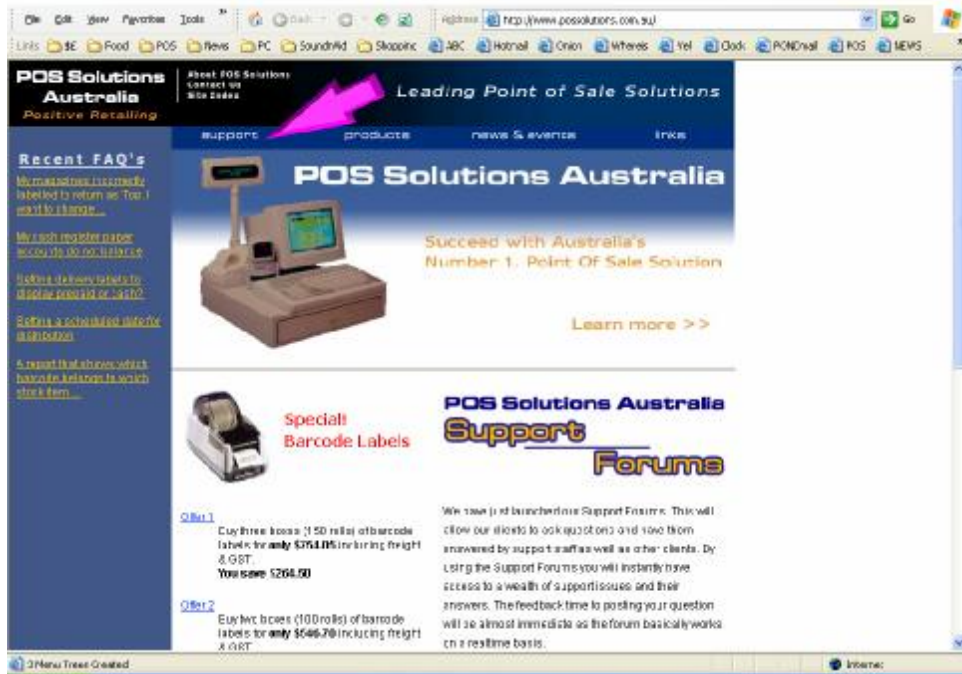 File Edit View Favorites Tools » Address http://www.possolutions.com.au/ Go
Links SE Food POS News PC Shopping ABC Hotmail Onion Whereis Yel POS NEWS
POS Solutions
Australia
Positive Retailing
About POS Solutions
Contact Us
Site Index
Leading Point of Sale Solutions
support products news & events links
Recent FAQ's
My magazines incorrectly
labelled to return as Top. I
want to change ...
My cash register paper
accounts do not balance
Setting delivery labels to
display prepaid or cash?
Setting a scheduled date for
distribution
A report that shows which
barcode belongs to which
stock item ...
POS Solutions Australia
Succeed with Australia's
Number 1. Point Of Sale Solution
Learn more >>
Special!
Barcode Labels
Offer 1
Buy three boxes (150 rolls) of barcode
labels for only including freight
& GST.
You save $264.50
Offer 2
Buy two boxes (100 rolls) of barcode
labels for only $546.70 including freight
& GST
POS Solutions Australia
Support
Forums
We have just launched our Support Forums. This will
allow our clients to ask questions and have them
answered by support staff as well as other clients. By
using the Support Forums you will instantly have
access to a wealth of support issues and their
answers. The feedback time to posting your question
will be almost immediate as the forum basically works
on a realtime basis.
3 Menu Trees Created Internet